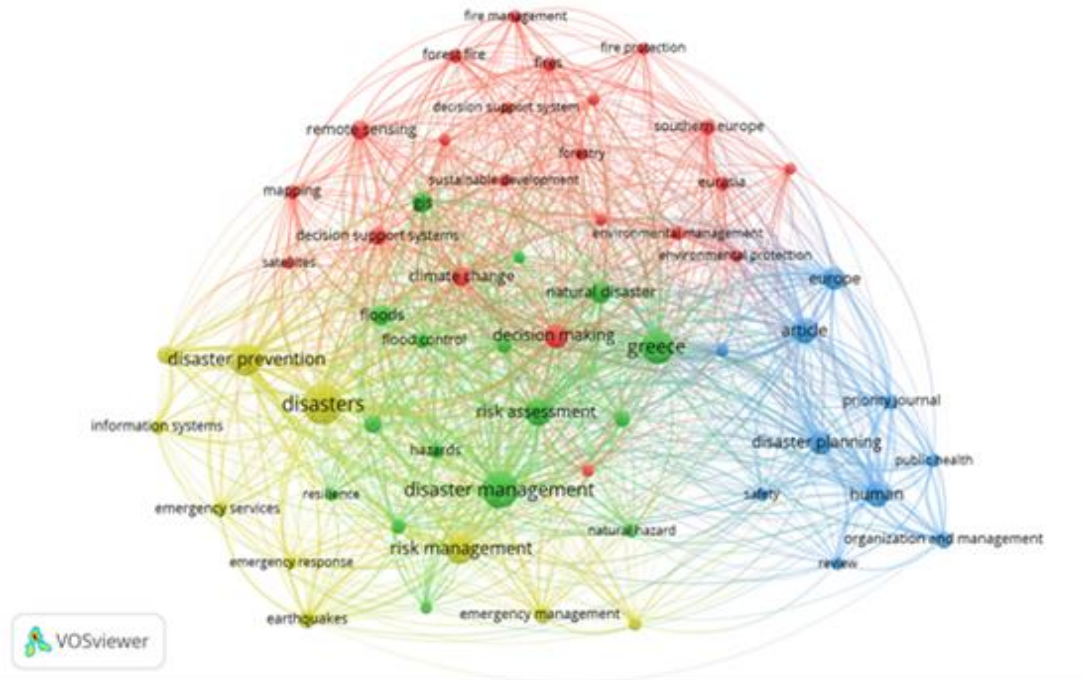 fire management
fire protection
forest fire
fires
decision support system
southern europe
remote sensing
forestry
sustainable development
eurasia
mapping
gis
decision support systems
environmental management
environmental protection
satellites
climate change
europe
natural disaster
floods
article
decision making
flood control
greece
disaster prevention
disasters
priority journal
risk assessment
information systems
disaster planning
hazards
public health
disaster management
resilience
safety
human
emergency services
natural hazard
organization and management
risk management
emergency response
review
earthquakes
emergency management
VOSviewer